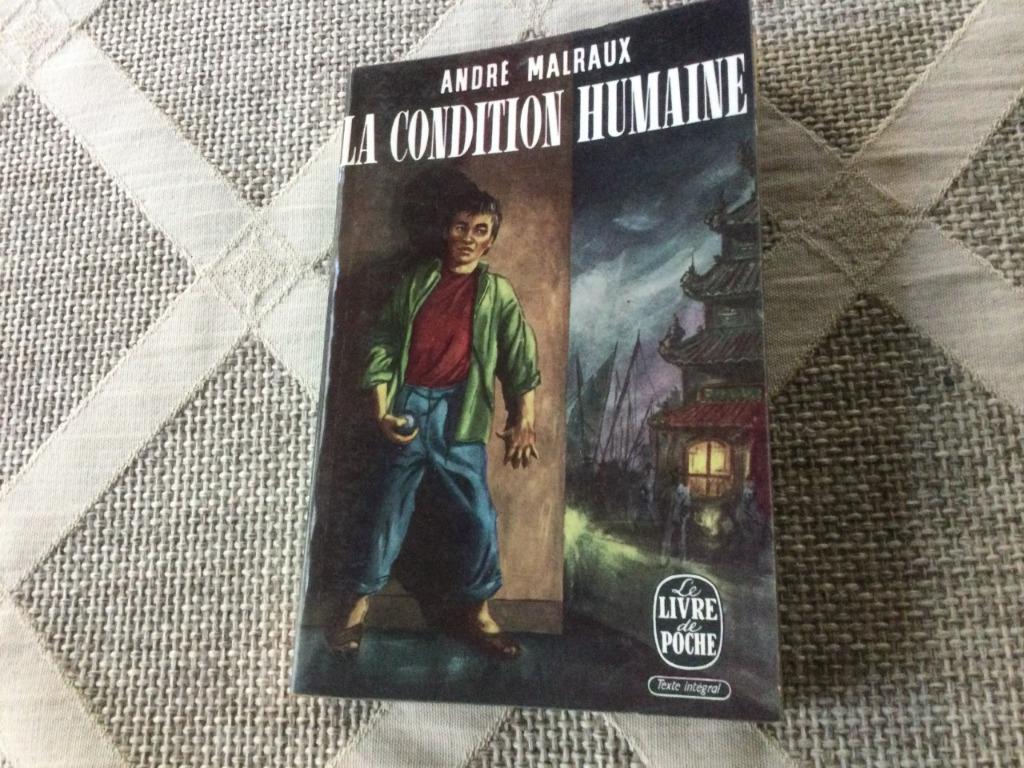 ANDRÉ MALRAUX
LA CONDITION HUMAINE
Le
LIVRE
de
POCHE
Texte intégral